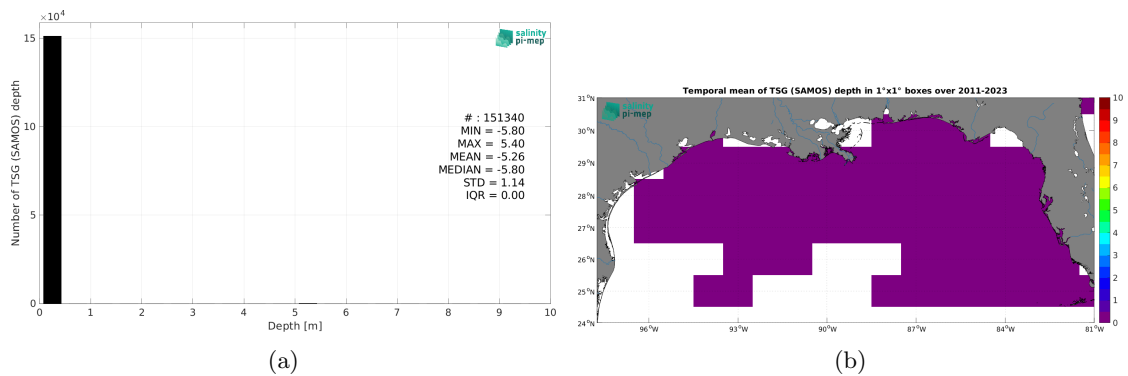 ×10⁴
15
10
5
0
Number of TSG (SAMOS) depth
salinity
pi-mep
# : 151340
MIN = -5.80
MAX = 5.40
MEAN = -5.26
MEDIAN = -5.80
STD = 1.14
IQR = 0.00
0 1 2 3 4 5 6 7 8 9 10
Depth [m]
(a)
Temporal mean of TSG (SAMOS) depth in 1°x1° boxes over 2011-2023
salinity
pi-mep
31°N
30°N
29°N
28°N
27°N
26°N
25°N
24°N
96°W 93°W 90°W 87°W 84°W 81°W
10
9
8
7
6
5
4
3
2
1
0
(b)